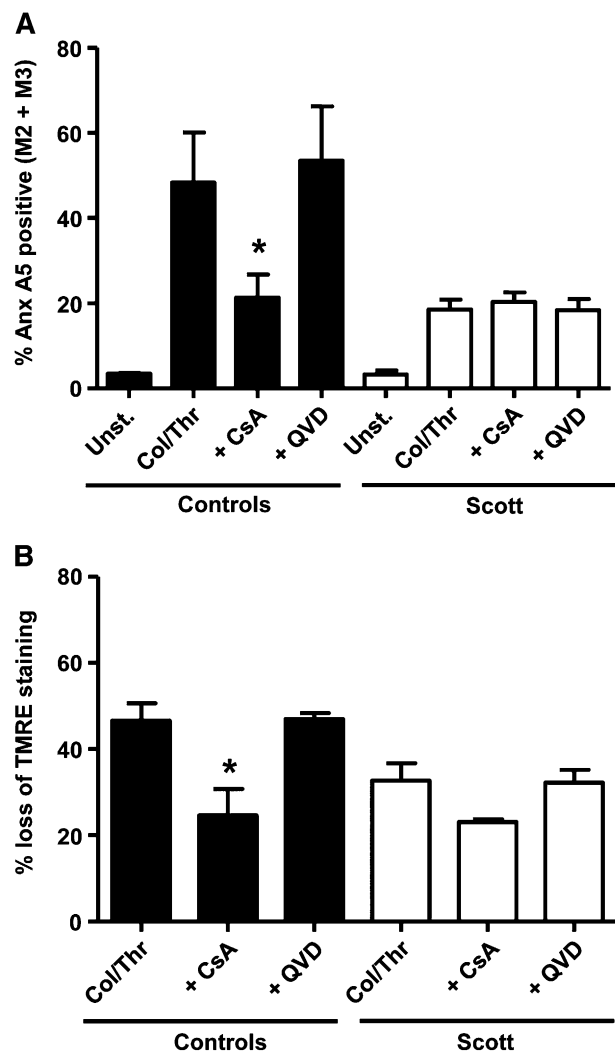 A
% Anx A5 positive (M2 + M3)
80
60
40
20
0
*
Unst.
Col/Thr
+ CsA
+ QVD
Unst.
Col/Thr
+ CsA
+ QVD
Controls
Scott
B
% loss of TMRE staining
80
60
40
20
0
*
Col/Thr
+ CsA
+ QVD
Col/Thr
+ CsA
+ QVD
Controls
Scott